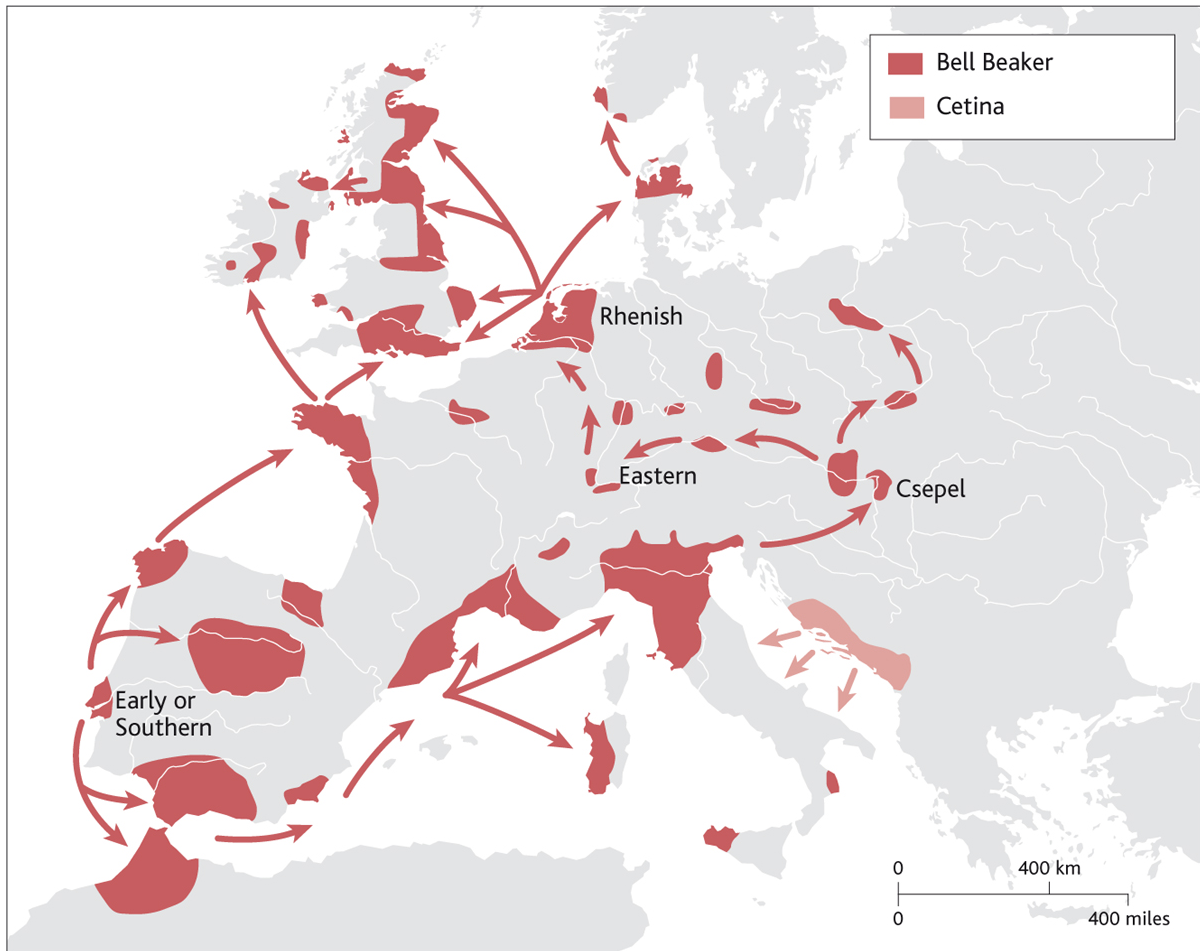 Bell Beaker
Cetina
Rhenish
Eastern
Csepel
Early or
Southern
0 400 km
0 400 miles